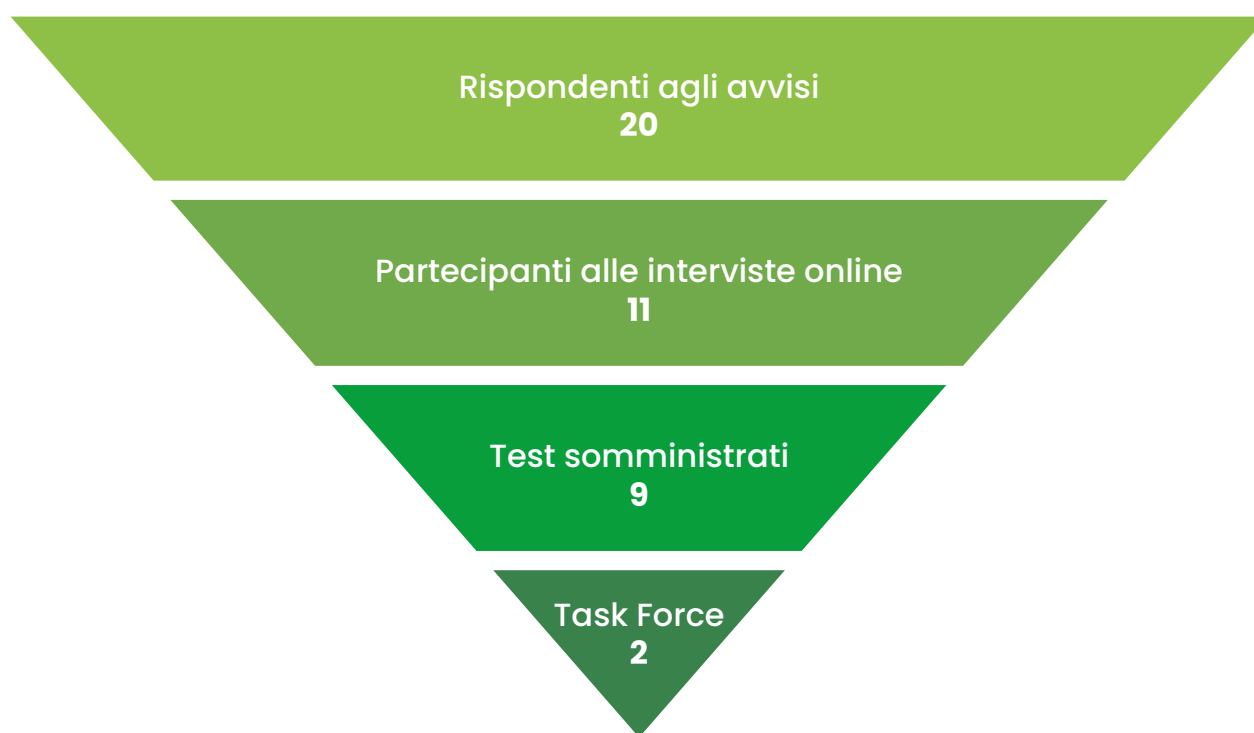 Rispondenti agli avvisi
20
Partecipanti alle interviste online
11
Test somministrati
9
Task Force
2